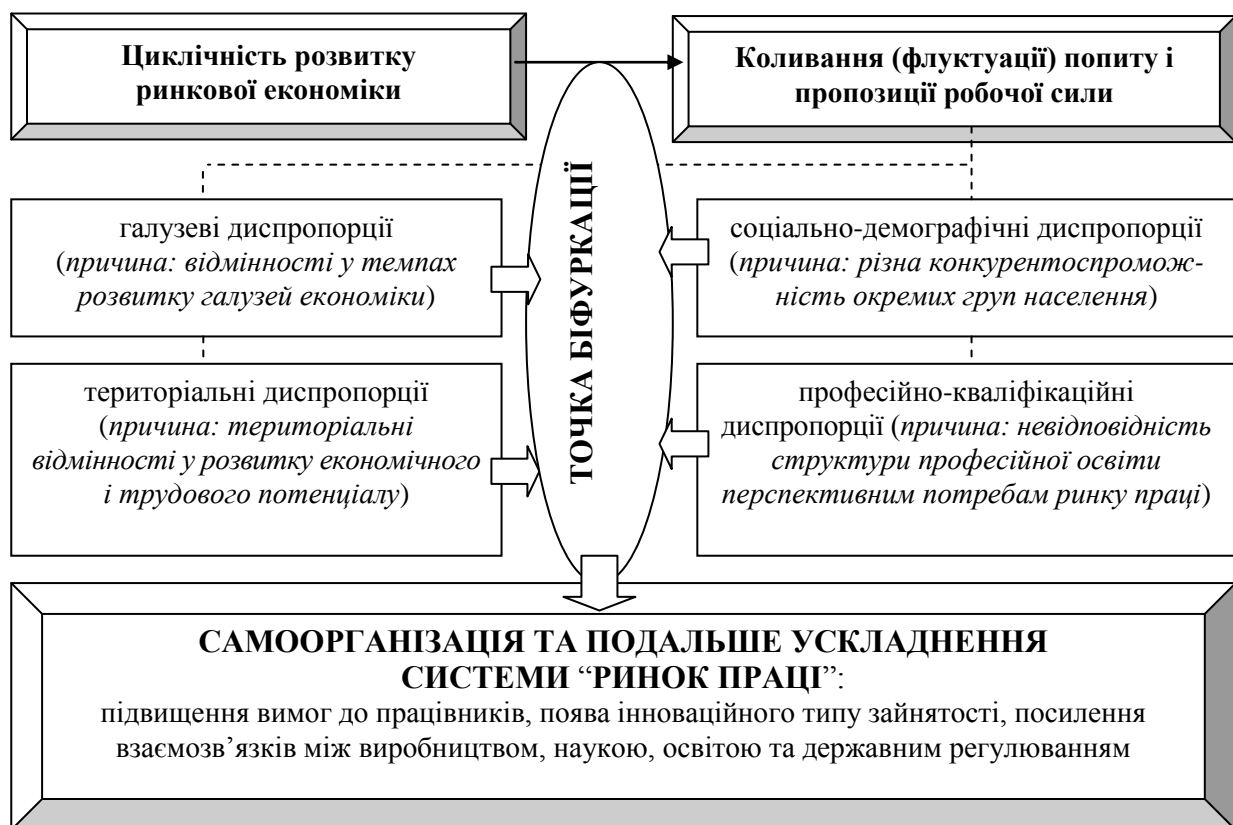 Циклічність розвитку
ринкової економіки
Коливання (флуктуації) попиту і
пропозиції робочої сили
ТОЧКА БІФУРКАЦІЇ
галузеві диспропорції
(причина: відмінності у темпах
розвитку галузей економіки)
соціально-демографічні диспропорції
(причина: різна конкурентоспромож-
ність окремих груп населення)
територіальні диспропорції
(причина: територіальні
відмінності у розвитку економічного
і трудового потенціалу)
професійно-кваліфікаційні
диспропорції (причина: невідповідність
структури професійної освіти
перспективним потребам ринку праці)
САМООРГАНІЗАЦІЯ ТА ПОДАЛЬШЕ УСКЛАДНЕННЯ
СИСТЕМИ “РИНОК ПРАЦІ”:
підвищення вимог до працівників, поява інноваційного типу зайнятості, посилення
взаємозв’язків між виробництвом, наукою, освітою та державним регулюванням